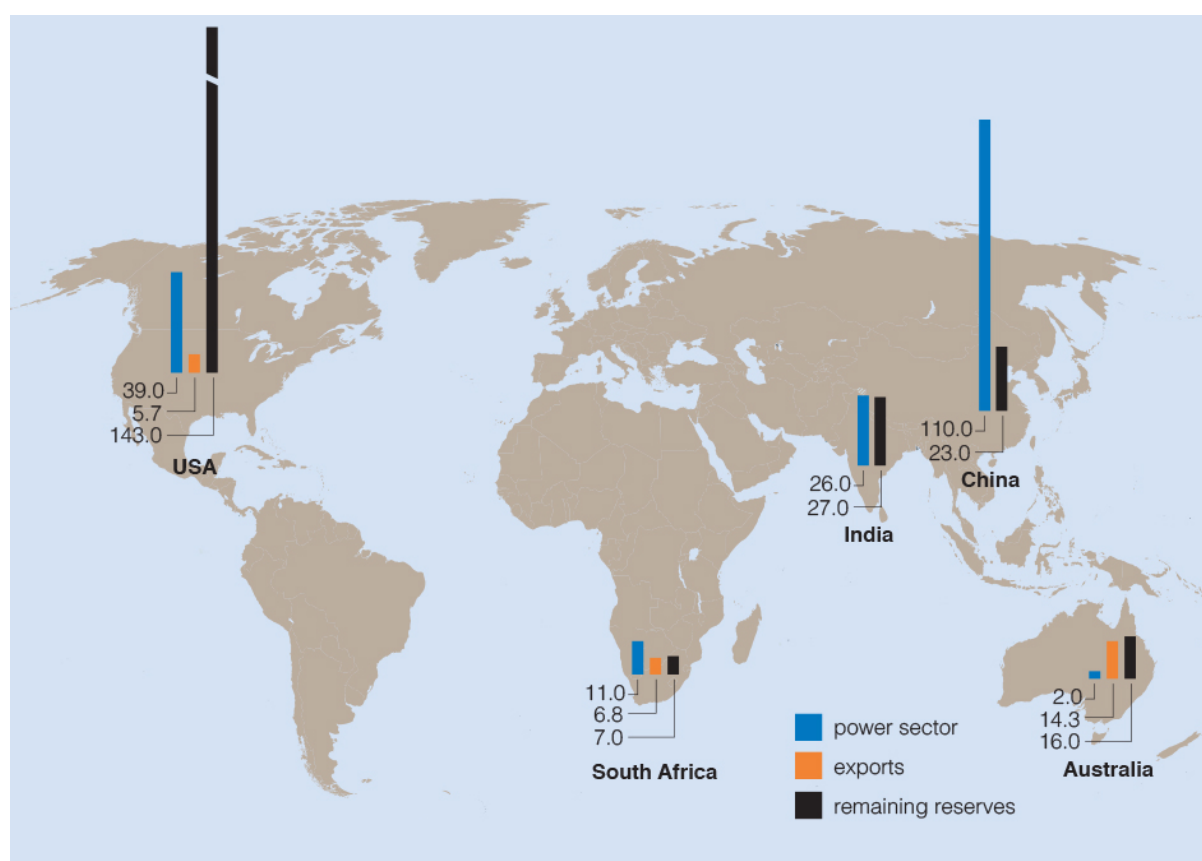 39.0
5.7
143.0
USA
110.0
23.0
China
26.0
27.0
India
11.0
6.8
7.0
South Africa
2.0
14.3
16.0
Australia
power sector
exports
remaining reserves